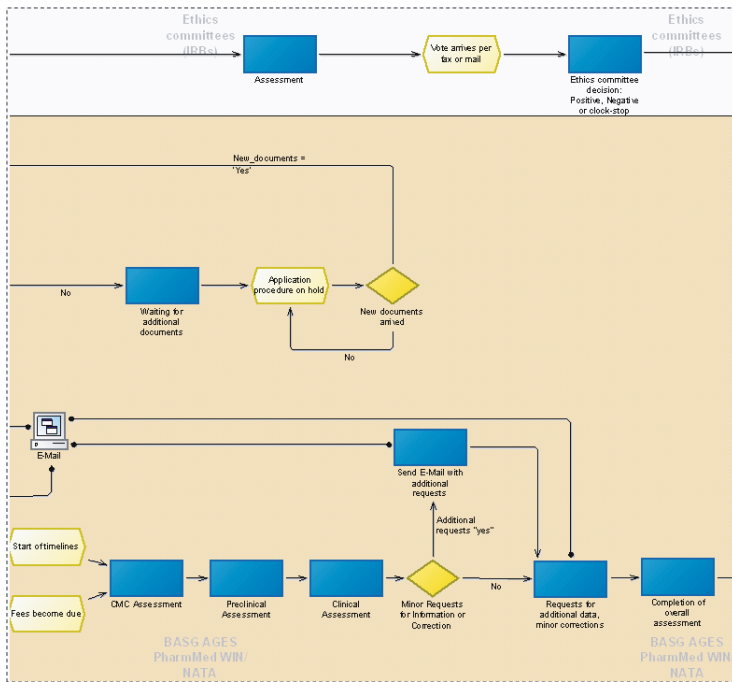 Ethics
committees
(IRBs)
Ethics
committees
(IRBs)
Assessment
Vote arrives per
fax or mail
Ethics committee
decision:
Positive, Negative
or clock-stop
New_documents =
'Yes'
No
Waiting for
additional
documents
Application
procedure on hold
New documents
arrived
No
E-Mail
Send E-Mail with
additional
requests
Additional
requests "yes"
Start of timelines
Fees become due
CMC Assessment
Preclinical
Assessment
Clinical
Assessment
Minor Requests
for Information or
Correction
No
Requests for
additional data,
minor corrections
Completion of
overall
assessment
BASG AGES
PharmMed WIN/
NATA
BASG AGES
PharmMed WIN/
NATA